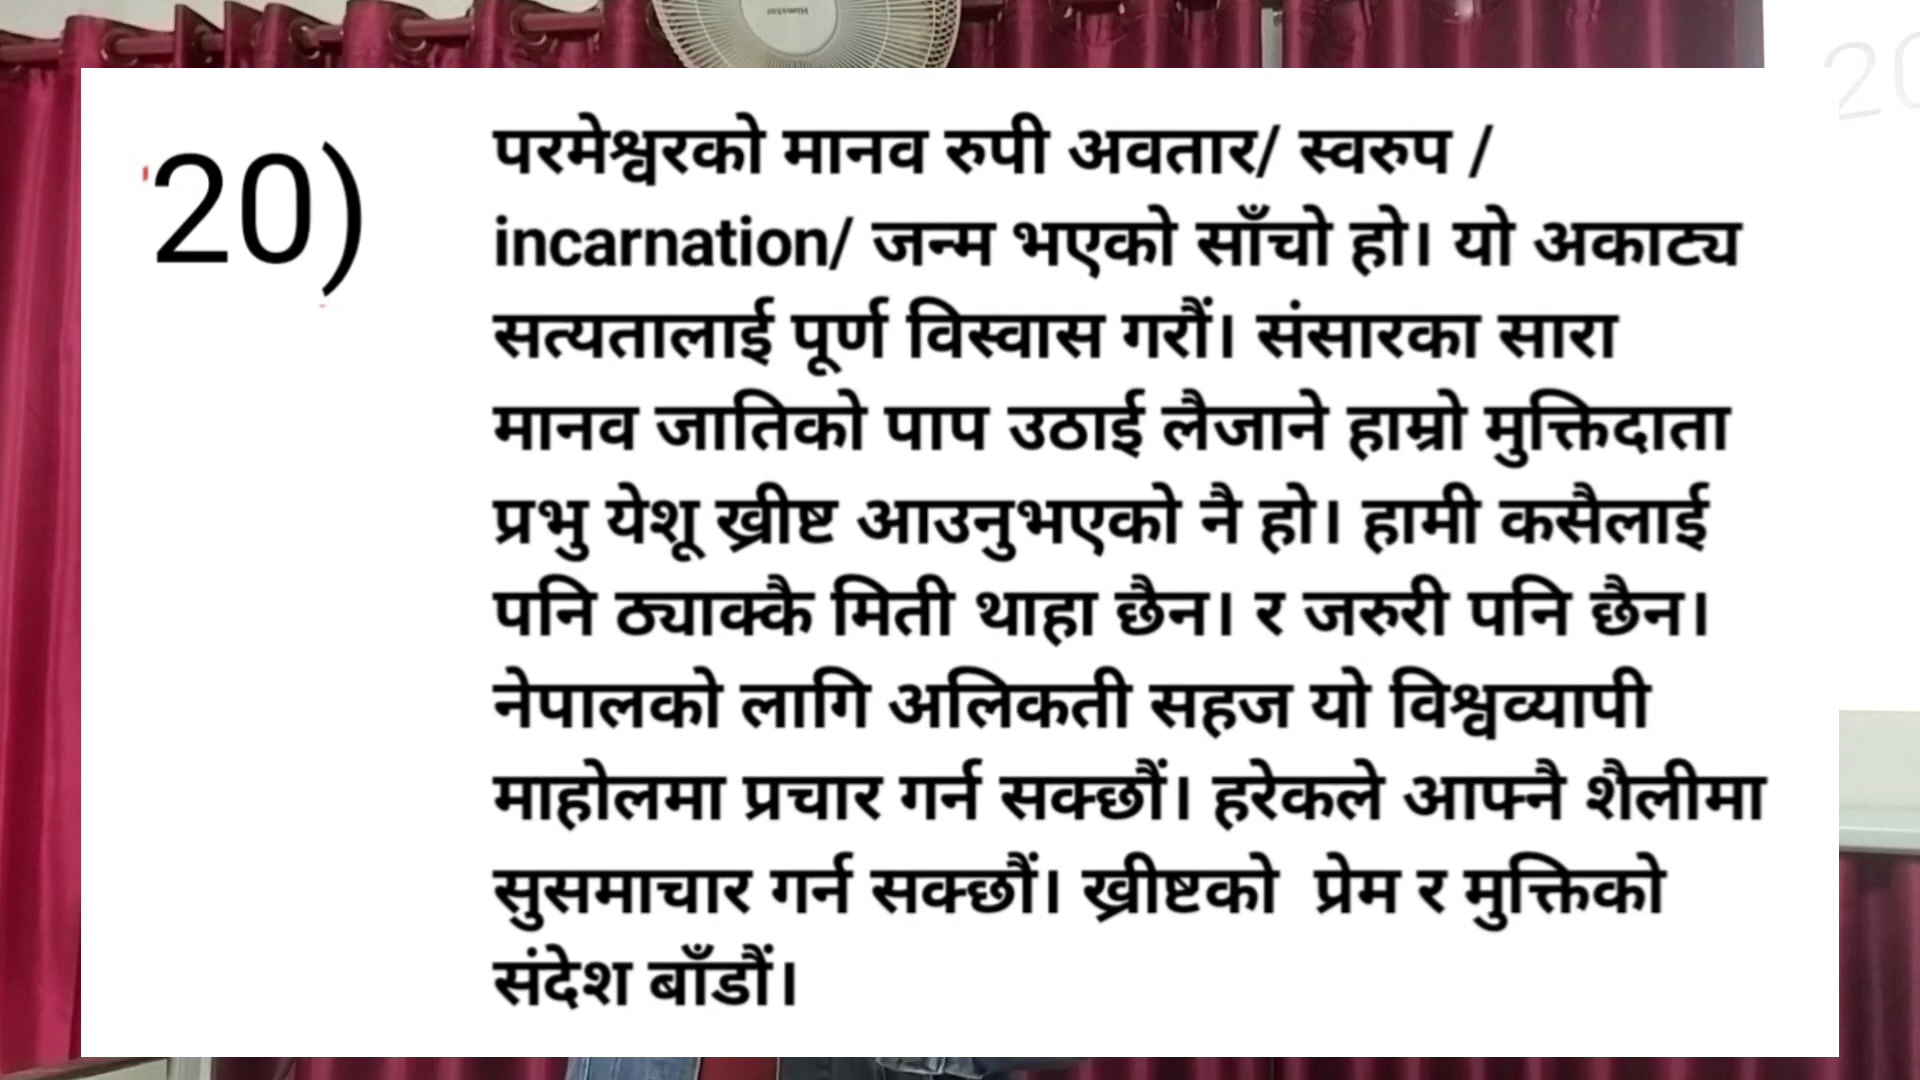 20)
परमेश्वरको मानव रुपी अवतार/ स्वरुप /
incarnation/ जन्म भएको साँचो हो। यो अकाट्य
सत्यतालाई पूर्ण विस्वास गरौं। संसारका सारा
मानव जातिको पाप उठाई लैजाने हाम्रो मुक्तिदाता
प्रभु येशू ख्रीष्ट आउनुभएको नै हो। हामी कसैलाई
पनि ठ्याक्कै मिती थाहा छैन। र जरुरी पनि छैन।
नेपालको लागि अलिकती सहज यो विश्वव्यापी
माहोलमा प्रचार गर्न सक्छौं। हरेकले आफ्नै शैलीमा
सुसमाचार गर्न सक्छौं। ख्रीष्टको प्रेम र मुक्तिको
संदेश बाँडौं।
20
Himstar